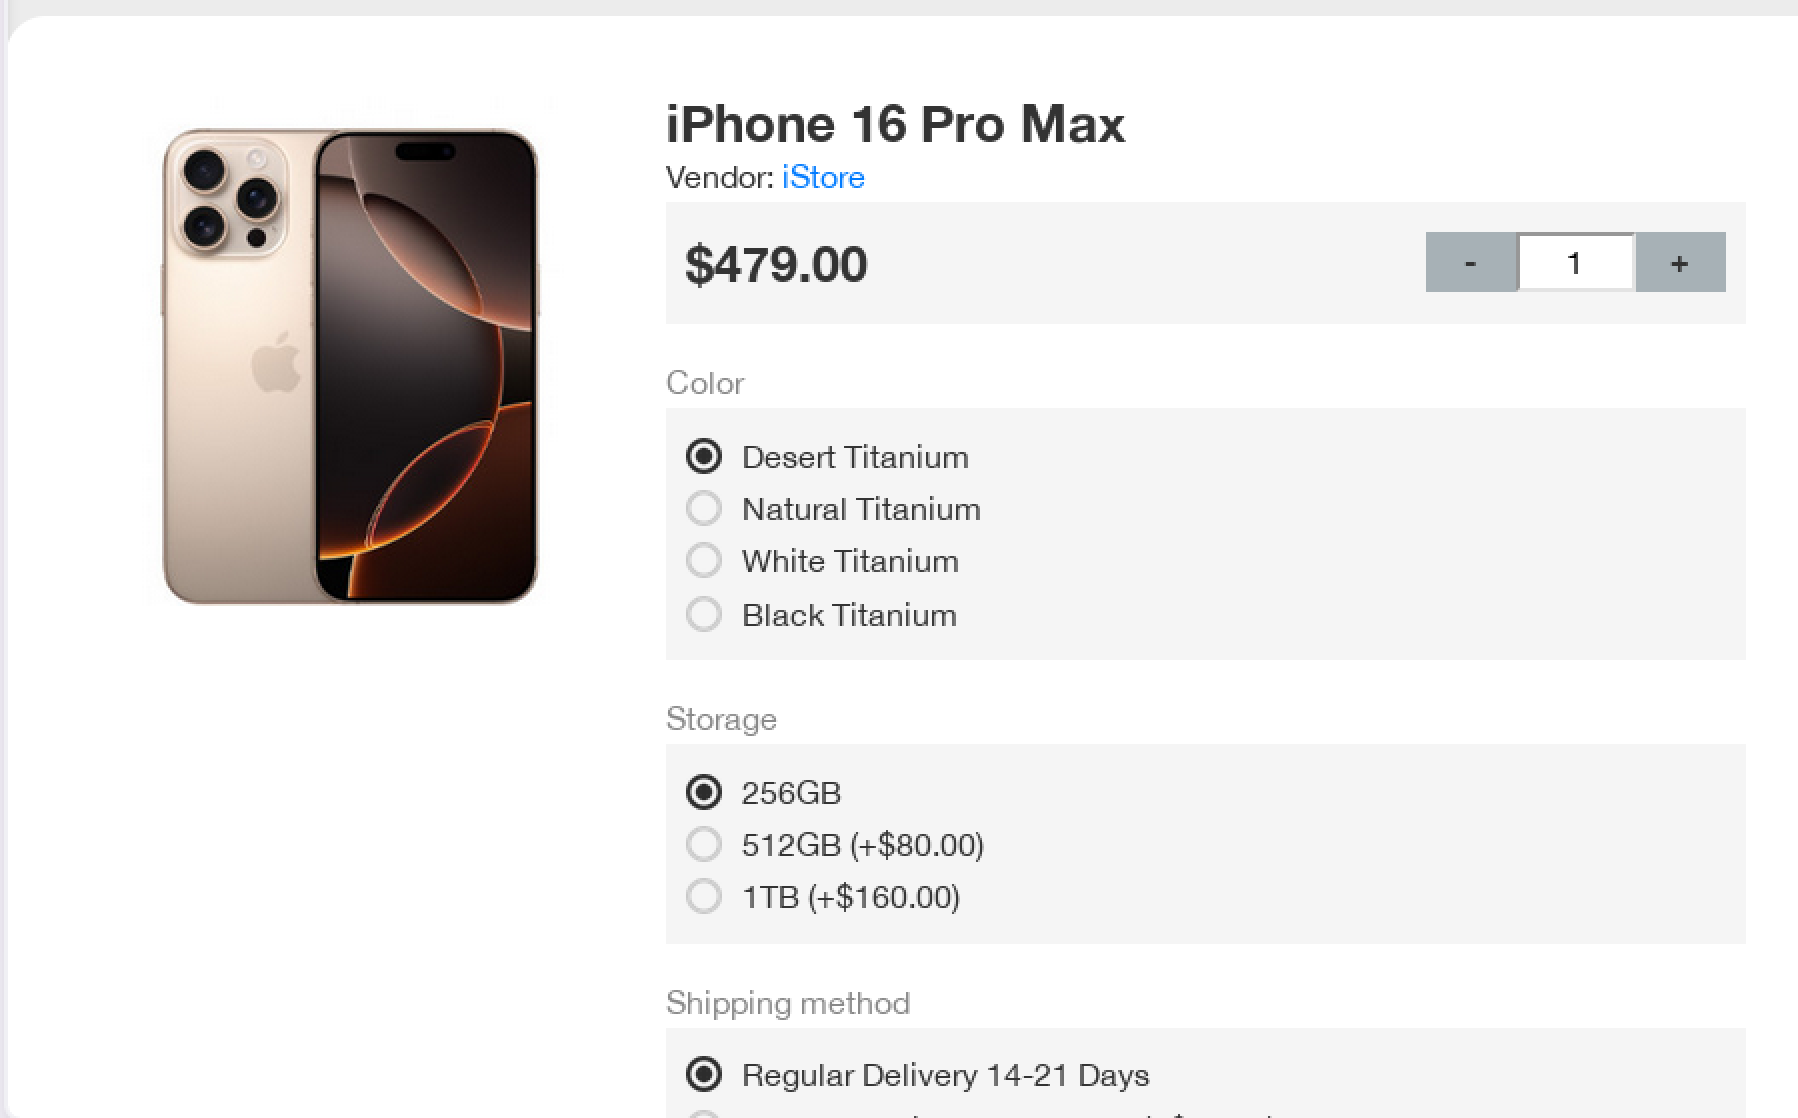 iPhone 16 Pro Max
Vendor: iStore
$479.00
- 1 +
Color
Desert Titanium
Natural Titanium
White Titanium
Black Titanium
Storage
256GB
512GB (+$80.00)
1TB (+$160.00)
Shipping method
Regular Delivery 14-21 Days